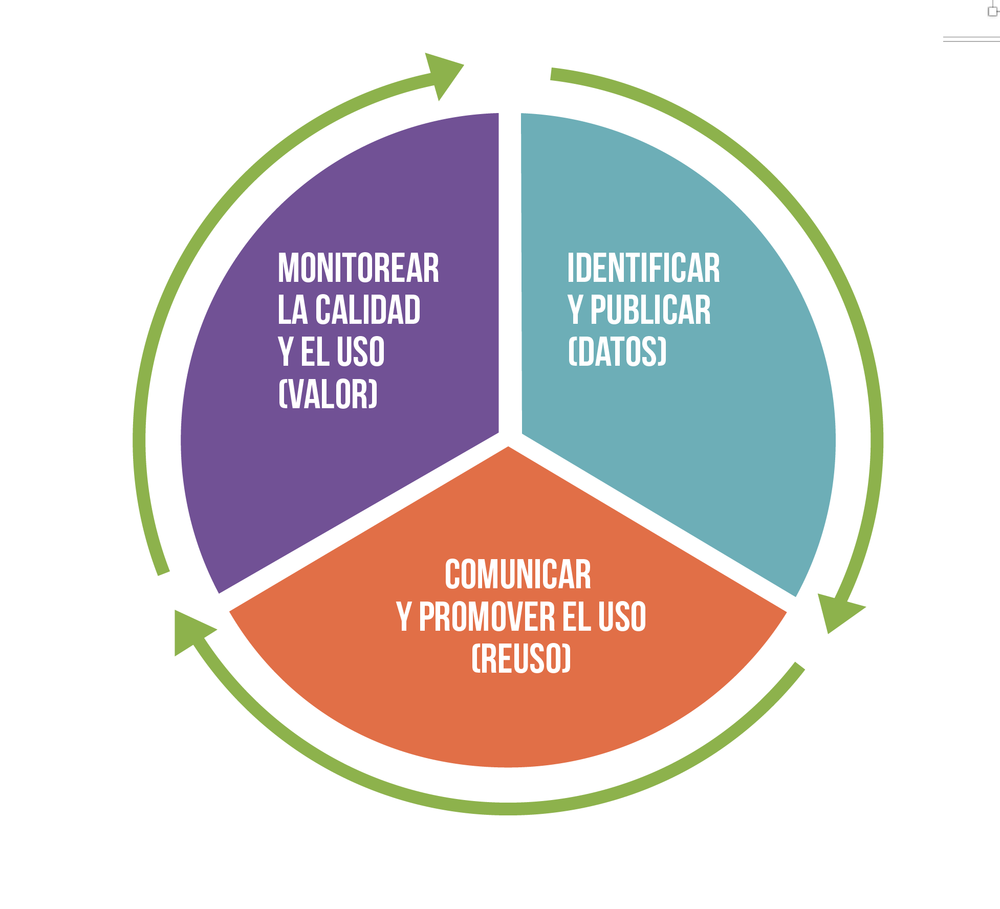 MONITOREAR
LA CALIDAD
Y EL USO
(VALOR)
IDENTIFICAR
Y PUBLICAR
(DATOS)
COMUNICAR
Y PROMOVER EL USO
(REUSO)